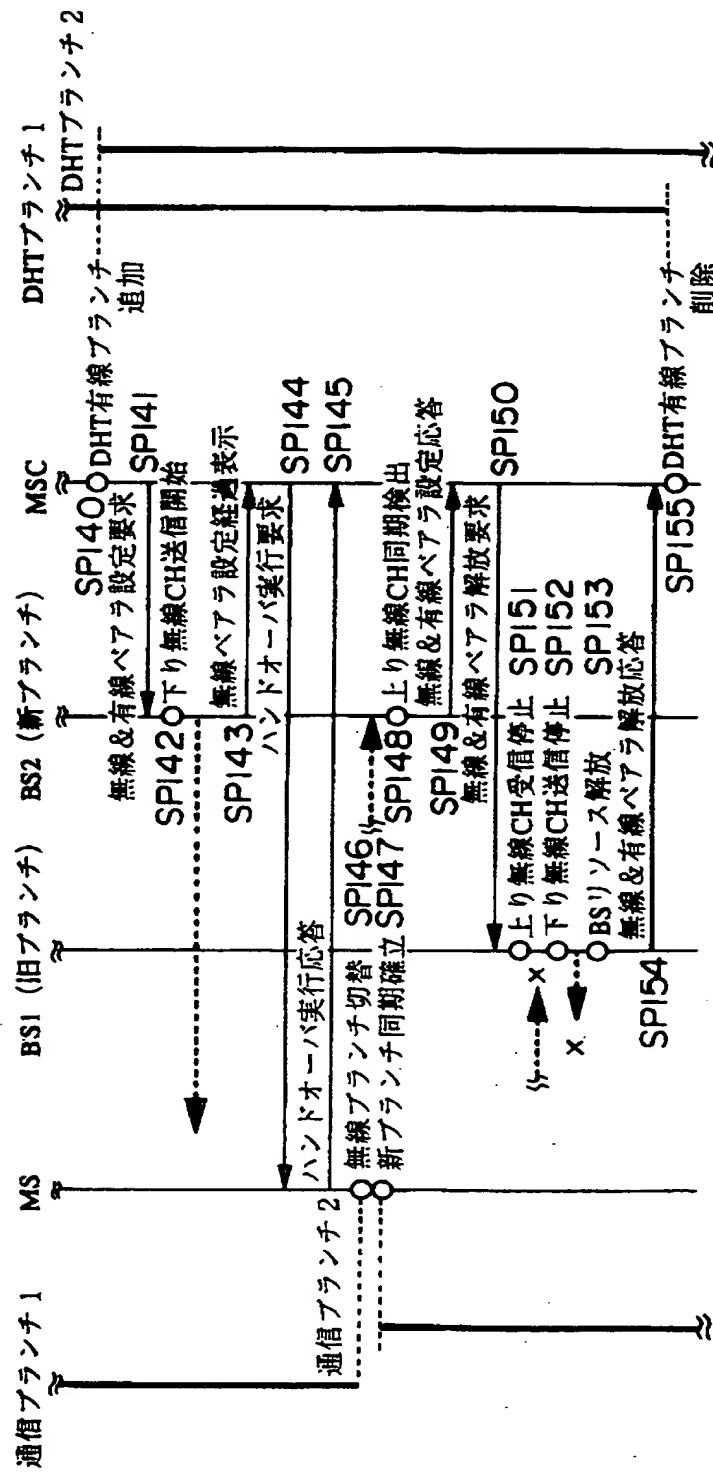 通信ブランチ1
MS
BS1 (旧ブランチ)
BS2 (新ブランチ)
MSC
DHTブランチ1
DHTブランチ2
SP140
DHT有線ブランチ
追加
無線&有線ベアラ設定要求
SP141
SP142
下り無線CH送信開始
SP143
無線ベアラ設定経過表示
ハンドオーバ実行要求
SP144
ハンドオーバ実行応答
SP145
通信ブランチ2
無線ブランチ切替
SP146
新ブランチ同期確立
SP147
SP148
上り無線CH同期検出
SP149
無線&有線ベアラ設定応答
無線&有線ベアラ解放要求
SP150
上り無線CH受信停止
SP151
下り無線CH送信停止
SP152
BSリソース解放
SP153
SP154
無線&有線ベアラ解放応答
SP155
DHT有線ブランチ
削除